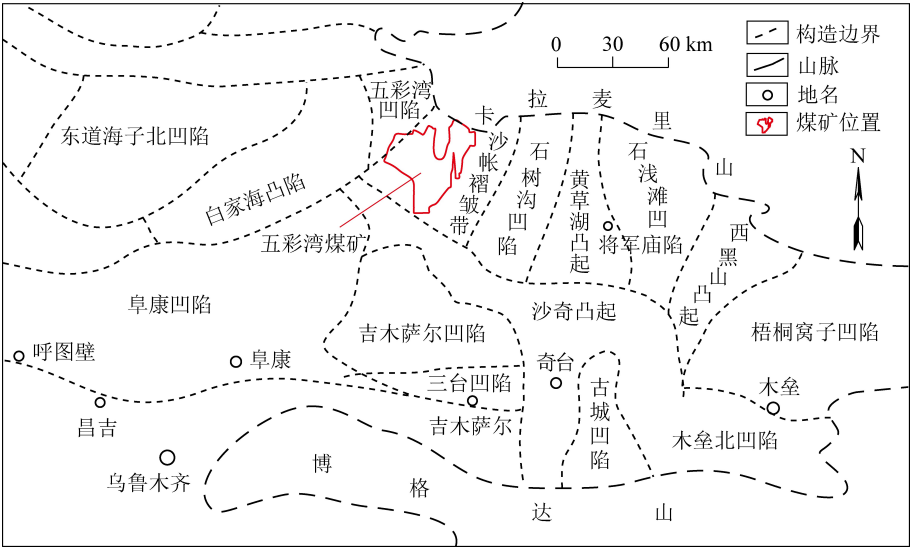 0 30 60 km
构造边界
山脉
地名
煤矿位置
N
五彩湾
凹陷
卡拉麦里山
东道海子北凹陷
沙帐褶皱带
石树沟凹陷
黄草湖凸起
石浅滩凹陷
将军庙
西黑山凸起
白家海凸陷
五彩湾煤矿
阜康凹陷
沙奇凸起
吉木萨尔凹陷
梧桐窝子凹陷
呼图壁
阜康
奇台
三台凹陷
古城凹陷
木垒
昌吉
吉木萨尔
木垒北凹陷
乌鲁木齐
博格达山